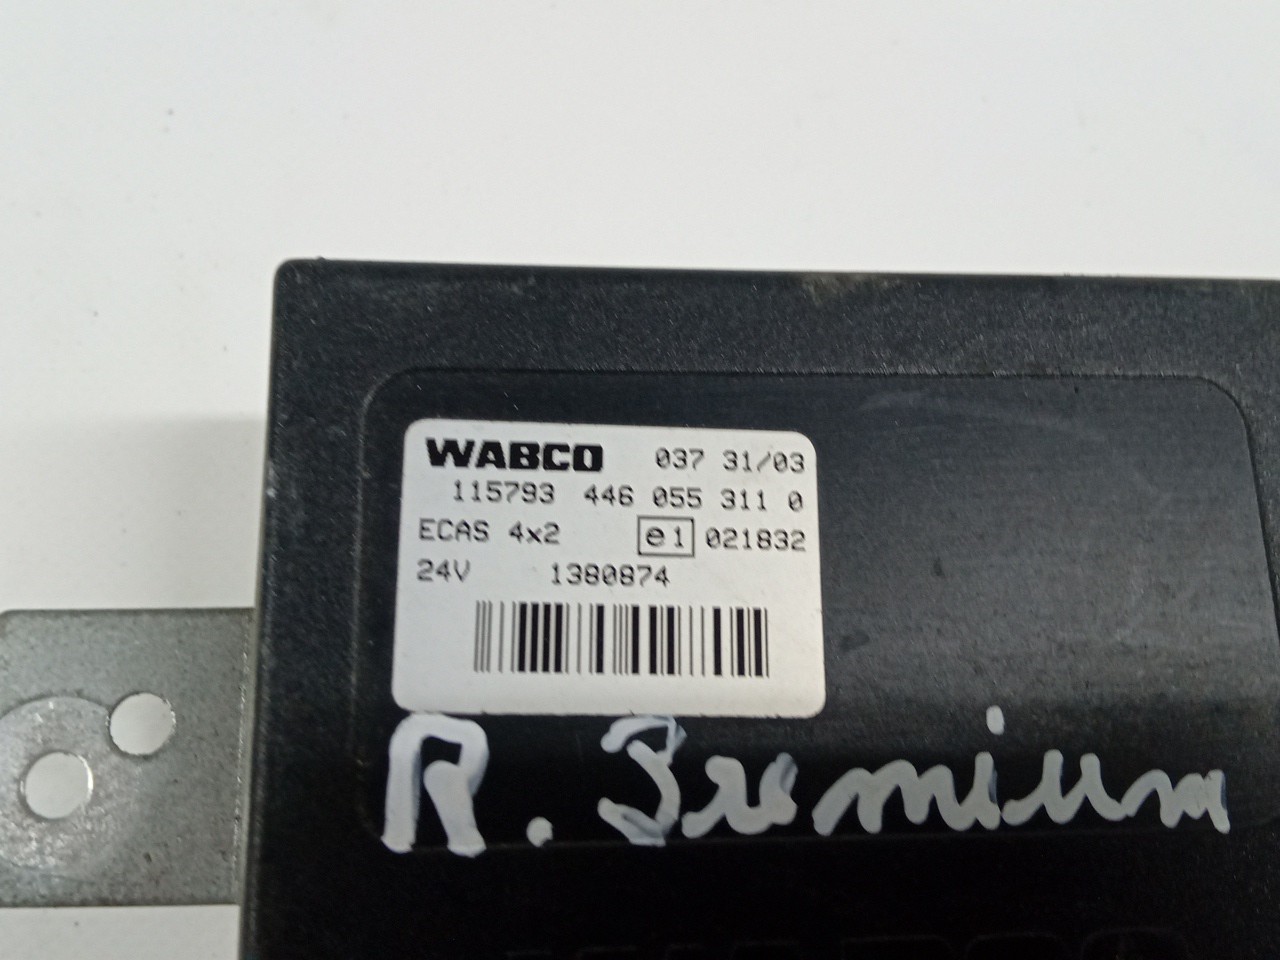 WABCO 037 31/03
115793 446 055 311 0
ECAS 4x2 e1 021832
24V 1380874
R. Premium